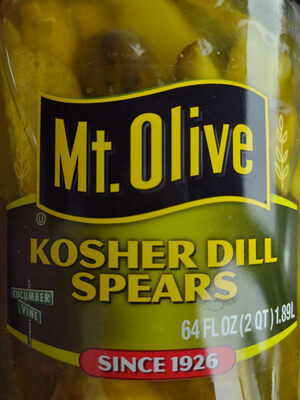 Mt. Olive
Ⓤ
KOSHER DILL
SPEARS
CUCUMBER
VINE
64 FL OZ (2 QT) 1.89L
SINCE 1926